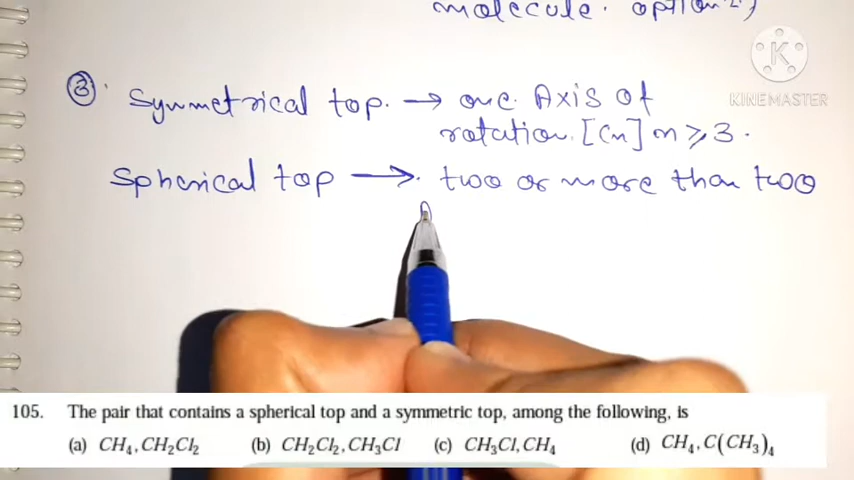 molecule. option
KINEMASTER
③ Symmetrical top. → one. Axis of
rotation. [Cn] n ≥ 3.
Spherical top → two or more than two
A
105. The pair that contains a spherical top and a symmetric top, among the following, is
(a) CH₄, CH₂Cl₂ (b) CH₂Cl₂, CH₃Cl (c) CH₃Cl, CH₄ (d) CH₄, C(CH₃)₄